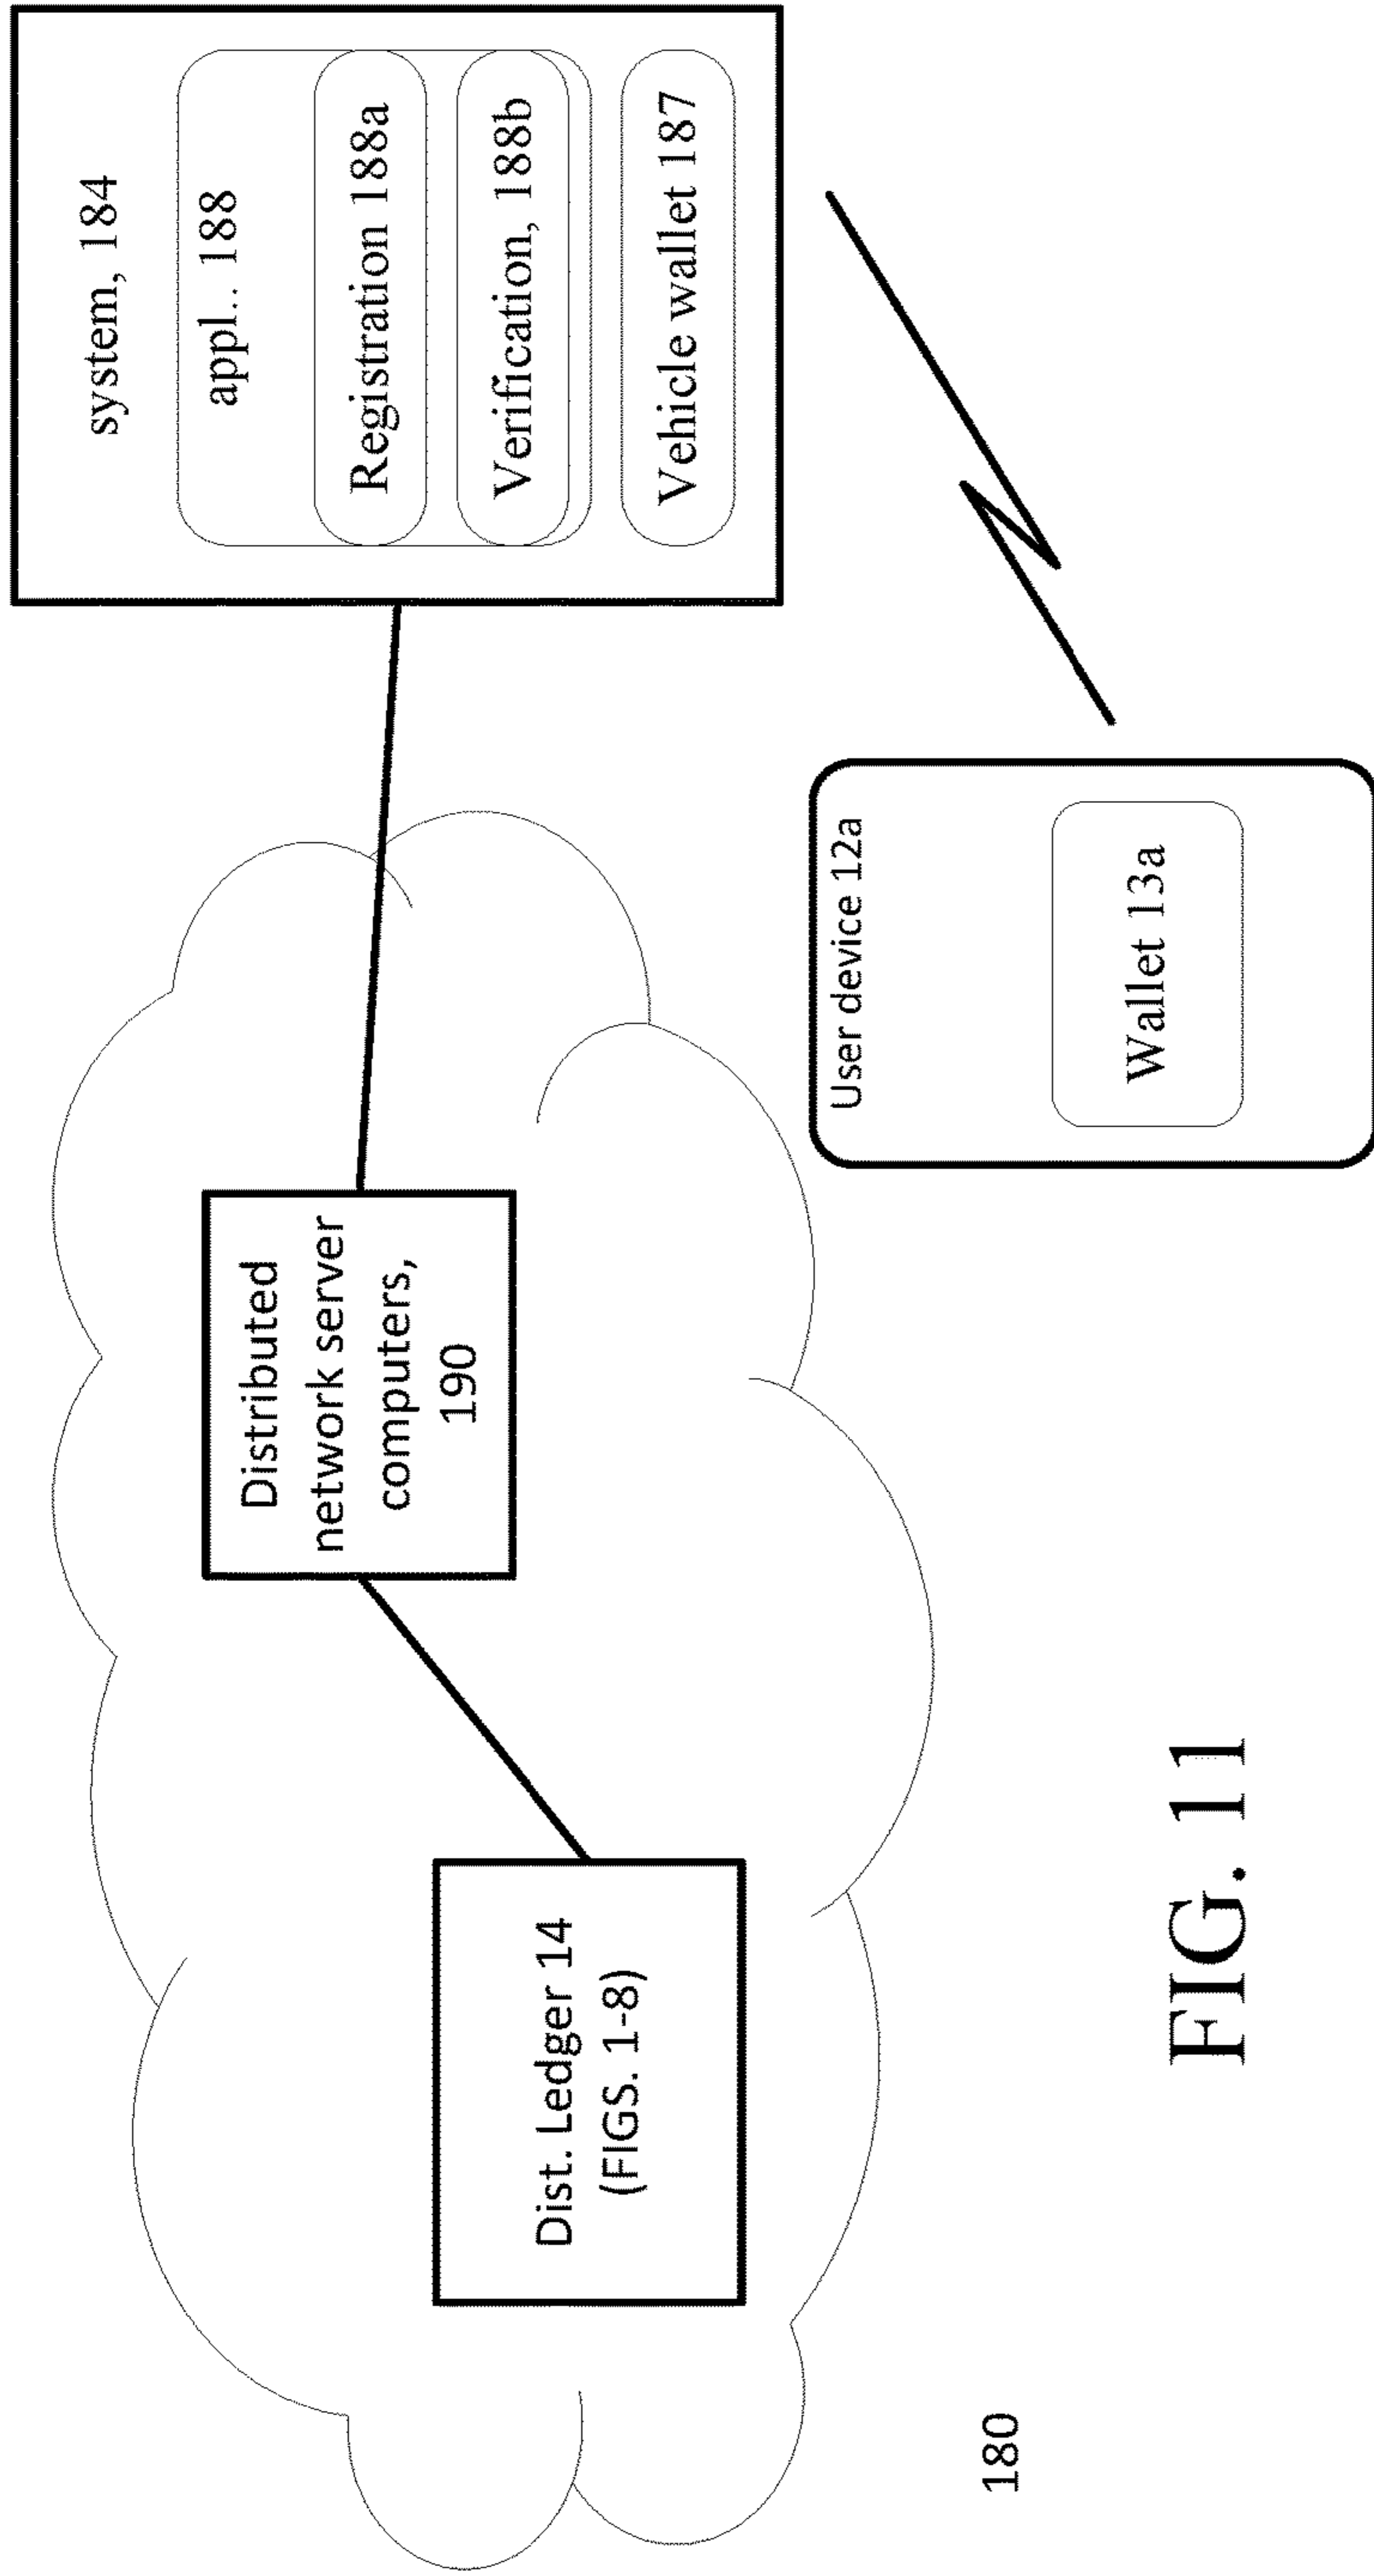 system, 184
appl.. 188
Registration 188a
Verification, 188b
Vehicle wallet 187
Distributed
network server
computers,
190
Dist. Ledger 14
(FIGS. 1-8)
User device 12a
Wallet 13a
180
FIG. 11